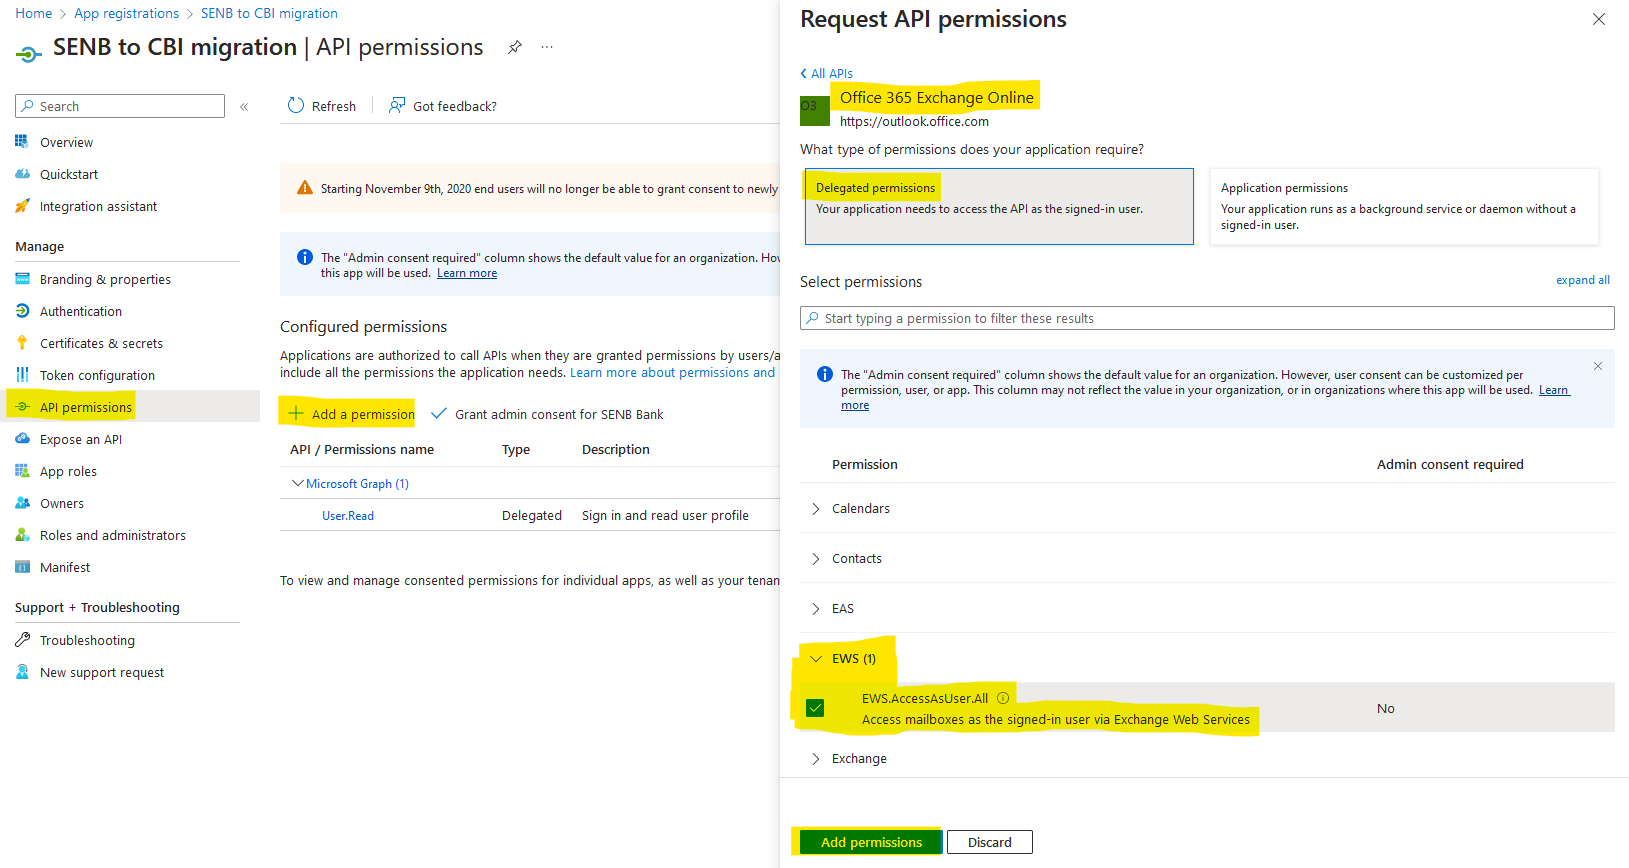 Home > App registrations > SENB to CBI migration
SENB to CBI migration | API permissions
Search
«
Overview
Quickstart
Integration assistant
Manage
Branding & properties
Authentication
Certificates & secrets
Token configuration
API permissions
Expose an API
App roles
Owners
Roles and administrators
Manifest
Support + Troubleshooting
Troubleshooting
New support request
Refresh
Got feedback?
Starting November 9th, 2020 end users will no longer be able to grant consent to newly
The "Admin consent required" column shows the default value for an organization. How
this app will be used. Learn more
Configured permissions
Applications are authorized to call APIs when they are granted permissions by users/a
include all the permissions the application needs. Learn more about permissions and
Add a permission
Grant admin consent for SENB Bank
API / Permissions name Type Description
Microsoft Graph (1)
User.Read Delegated Sign in and read user profile
To view and manage consented permissions for individual apps, as well as your tenan
Request API permissions
All APIs
O3
Office 365 Exchange Online
https://outlook.office.com
What type of permissions does your application require?
Delegated permissions
Your application needs to access the API as the signed-in user.
Application permissions
Your application runs as a background service or daemon without a
signed-in user.
Select permissions
expand all
Start typing a permission to filter these results
The "Admin consent required" column shows the default value for an organization. However, user consent can be customized per
permission, user, or app. This column may not reflect the value in your organization, or in organizations where this app will be used. Learn
more
Permission Admin consent required
Calendars
Contacts
EAS
EWS (1)
EWS.AccessAsUser.All
Access mailboxes as the signed-in user via Exchange Web Services
No
Exchange
Add permissions
Discard